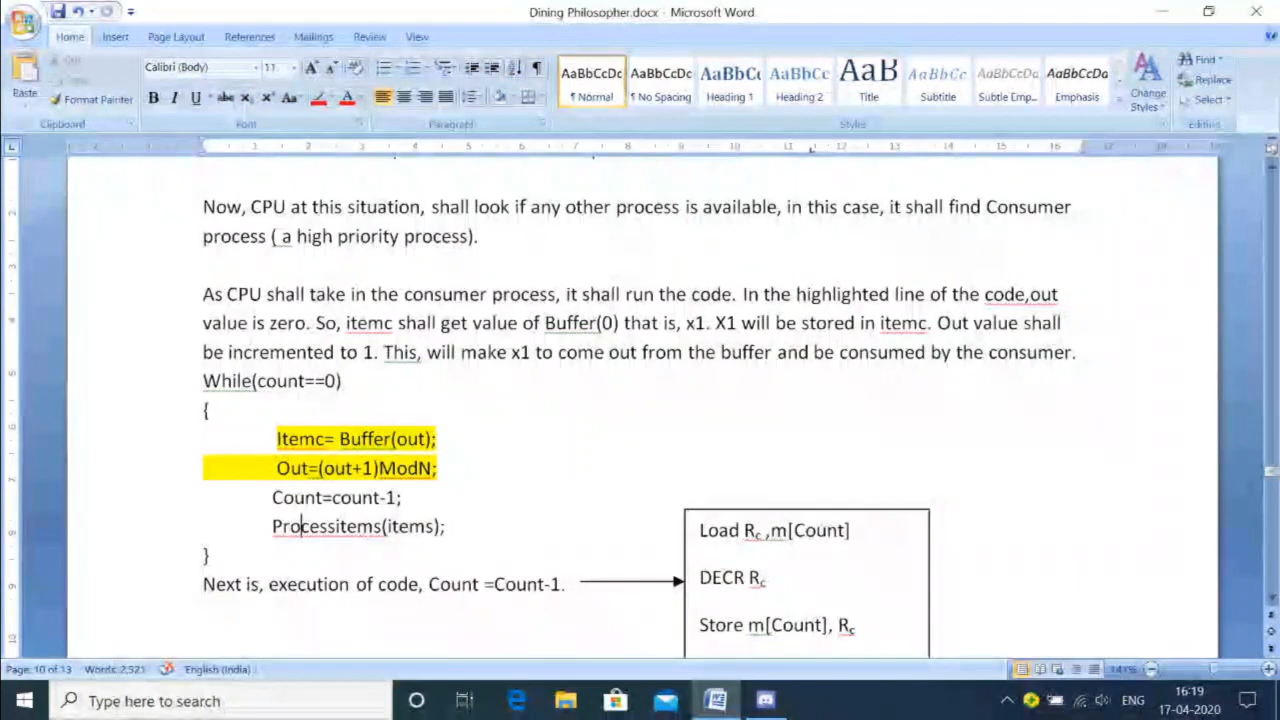 Dining Philosopher.docx - Microsoft Word
Home Insert Page Layout References Mailings Review View
Paste Cut Format Painter
Calibri (Body) 11
AaBbCcDc AaBbCcDc AaBbCc AaBbCc AaB AaBbCc AaBbCcDc AaBbCcDc
¶ Normal ¶ No Spacing Heading 1 Heading 2 Title Subtitle Subtle Emp... Emphasis
Change Styles
Find
Replace
Select
Clipboard Font Paragraph Styles Editing
Now, CPU at this situation, shall look if any other process is available, in this case, it shall find Consumer
process ( a high priority process).
As CPU shall take in the consumer process, it shall run the code. In the highlighted line of the code,out
value is zero. So, itemc shall get value of Buffer(0) that is, x1. X1 will be stored in itemc. Out value shall
be incremented to 1. This, will make x1 to come out from the buffer and be consumed by the consumer.
While(count==0)
{
Itemc= Buffer(out);
Out=(out+1)ModN;
Count=count-1;
Processitems(items);
}
Next is, execution of code, Count =Count-1.
Load Rc ,m[Count]
DECR Rc
Store m[Count], Rc
Page: 10 of 13 Words: 2,521 English (India) 141%
Type here to search
ENG
16:19
17-04-2020